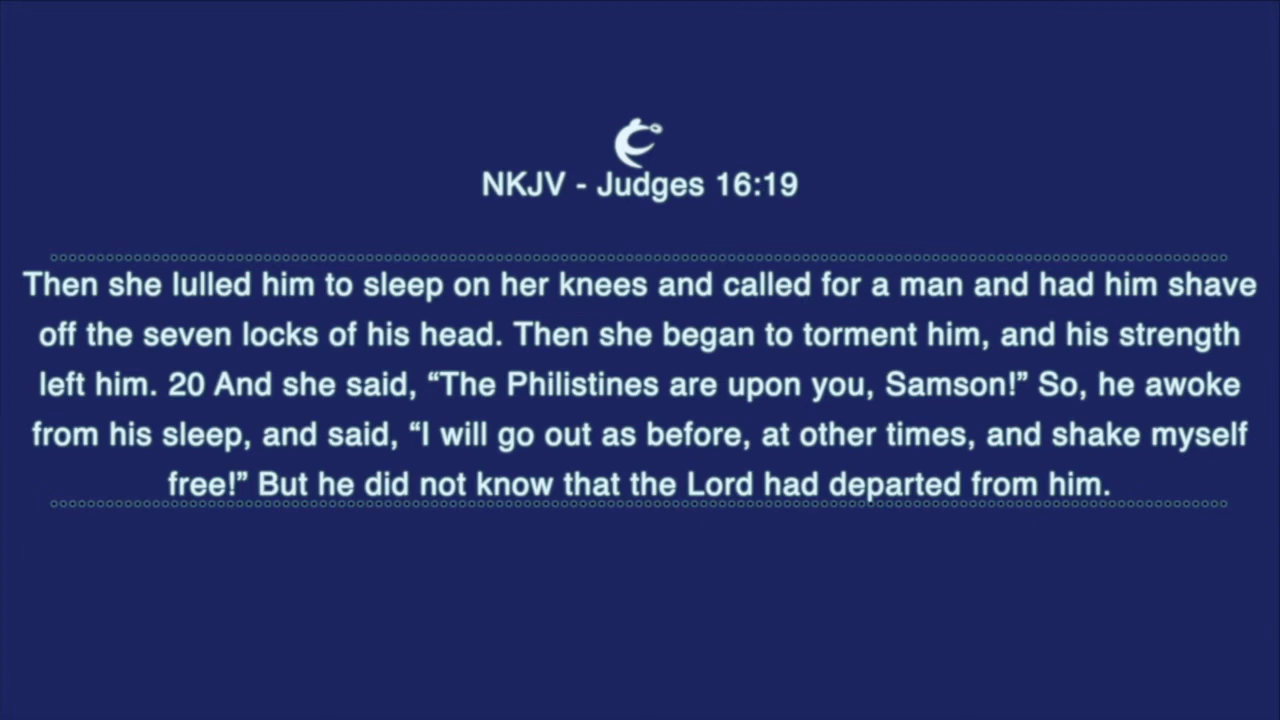 NKJV - Judges 16:19
Then she lulled him to sleep on her knees and called for a man and had him shave
off the seven locks of his head. Then she began to torment him, and his strength
left him. 20 And she said, “The Philistines are upon you, Samson!” So, he awoke
from his sleep, and said, “I will go out as before, at other times, and shake myself
free!” But he did not know that the Lord had departed from him.